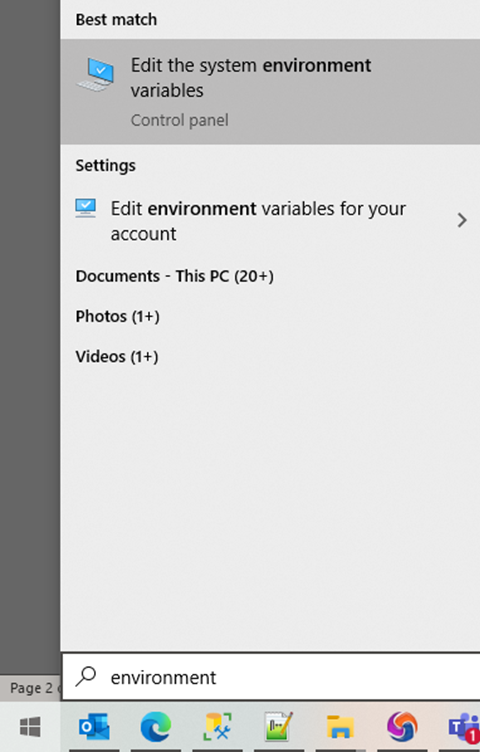 Best match
Edit the system environment
variables
Control panel
Settings
Edit environment variables for your
account
Documents - This PC (20+)
Photos (1+)
Videos (1+)
environment
Page 2
1